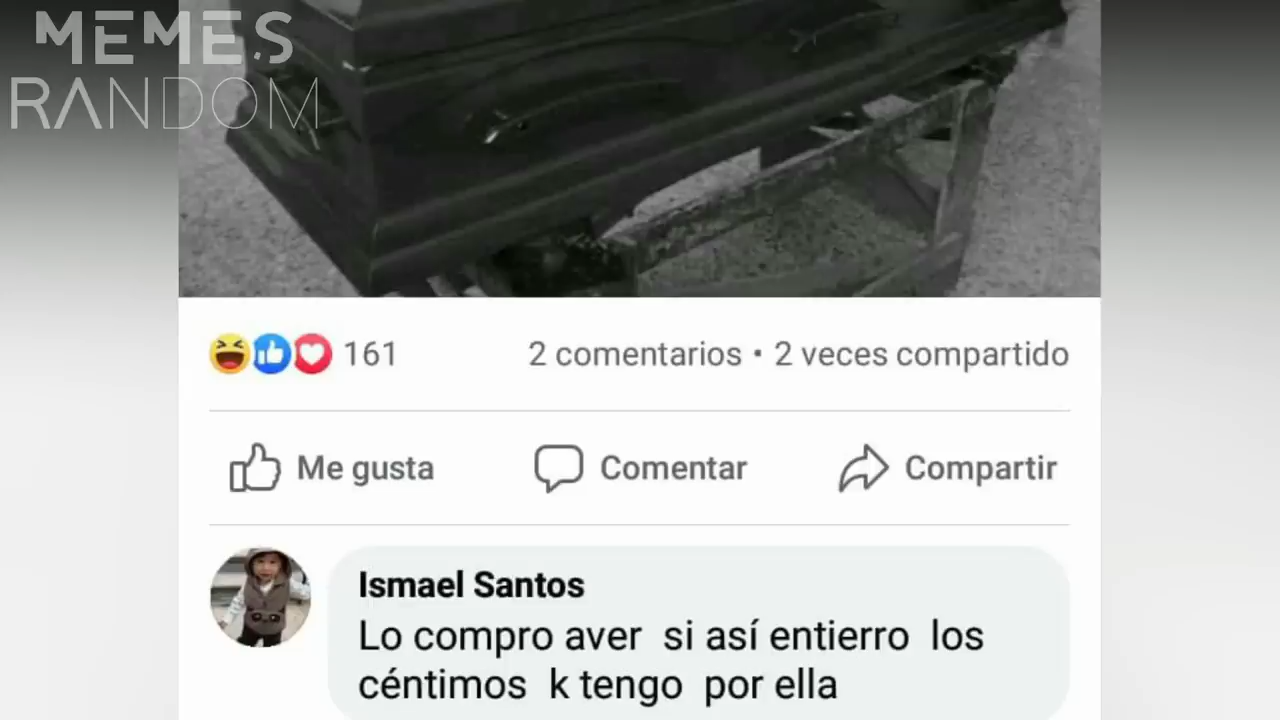 MEMES
RANDOM
161
2 comentarios • 2 veces compartido
Me gusta
Comentar
Compartir
Ismael Santos
Lo compro aver si así entierro los
céntimos k tengo por ella